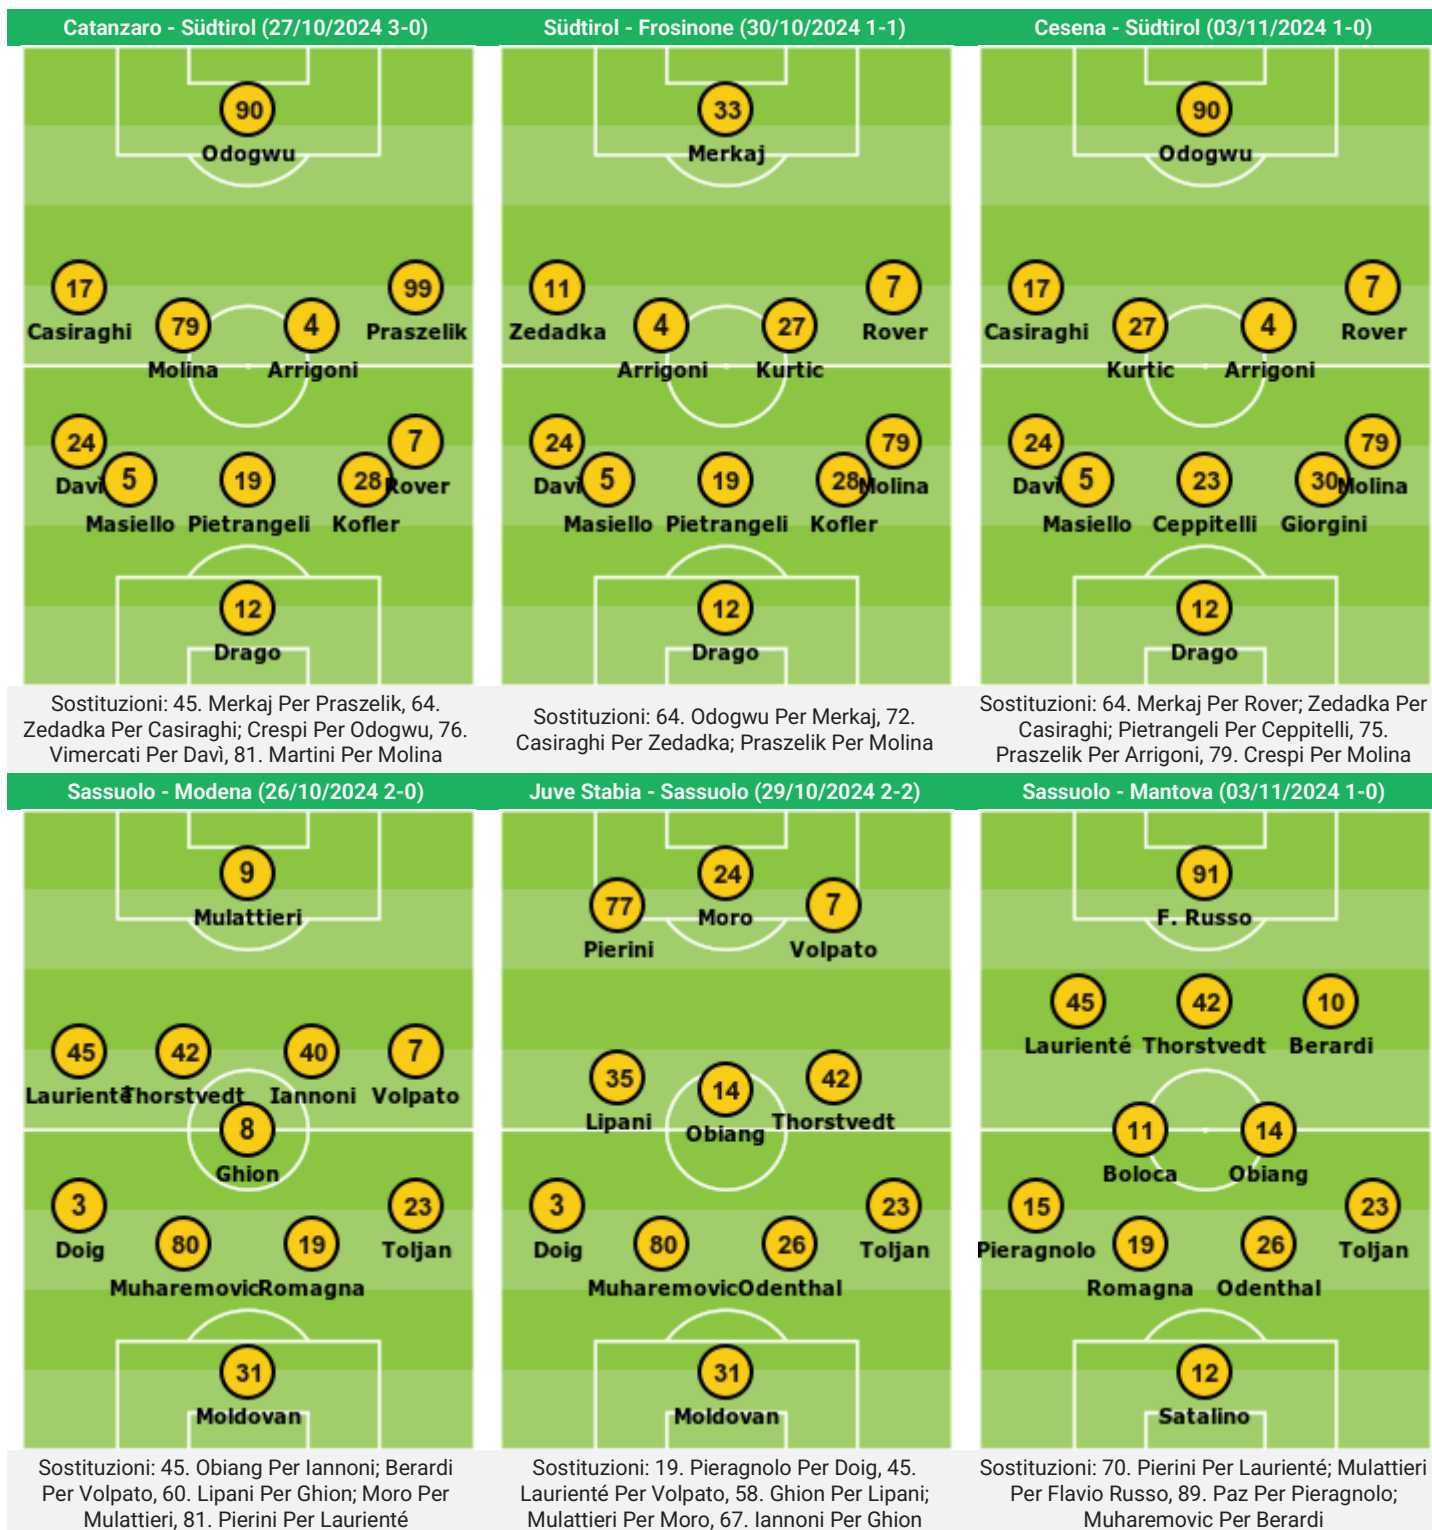 Catanzaro - Südtirol (27/10/2024 3-0)
90
Odogwu
17
99
79
4
Casiraghi
Praszelik
Molina
Arrigoni
24
7
5
19
28
Davì
Rover
Masiello
Pietrangeli
Kofler
12
Drago
Sostituzioni: 45. Merkaj Per Praszelik, 64.
Zedadka Per Casiraghi; Crespi Per Odogwu, 76.
Vimercati Per Davì, 81. Martini Per Molina
Südtirol - Frosinone (30/10/2024 1-1)
33
Merkaj
11
7
4
27
Zedadka
Rover
Arrigoni
Kurtic
24
79
5
19
28
Davì
Molina
Masiello
Pietrangeli
Kofler
12
Drago
Sostituzioni: 64. Odogwu Per Merkaj, 72.
Casiraghi Per Zedadka; Praszelik Per Molina
Cesena - Südtirol (03/11/2024 1-0)
90
Odogwu
17
7
27
4
Casiraghi
Rover
Kurtic
Arrigoni
24
79
5
23
30
Davì
Molina
Masiello
Ceppitelli
Giorgini
12
Drago
Sostituzioni: 64. Merkaj Per Rover; Zedadka Per
Casiraghi; Pietrangeli Per Ceppitelli, 75.
Praszelik Per Arrigoni, 79. Crespi Per Molina
Sassuolo - Modena (26/10/2024 2-0)
9
Mulattieri
45
42
40
7
Laurienté
Thorstvedt
Iannoni
Volpato
8
Ghion
3
23
80
19
Doig
Toljan
Muharemovic
Romagna
31
Moldovan
Sostituzioni: 45. Obiang Per Iannoni; Berardi
Per Volpato, 60. Lipani Per Ghion; Moro Per
Mulattieri, 81. Pierini Per Laurienté
Juve Stabia - Sassuolo (29/10/2024 2-2)
24
77
7
Moro
Pierini
Volpato
35
14
42
Lipani
Obiang
Thorstvedt
3
23
80
26
Doig
Toljan
Muharemovic
Odenthal
31
Moldovan
Sostituzioni: 19. Pieragnolo Per Doig, 45.
Laurienté Per Volpato, 58. Ghion Per Lipani;
Mulattieri Per Moro, 67. Iannoni Per Ghion
Sassuolo - Mantova (03/11/2024 1-0)
91
F. Russo
45
42
10
Laurienté
Thorstvedt
Berardi
11
14
Boloca
Obiang
15
23
19
26
Pieragnolo
Toljan
Romagna
Odenthal
12
Satalino
Sostituzioni: 70. Pierini Per Laurienté; Mulattieri
Per Flavio Russo, 89. Paz Per Pieragnolo;
Muharemovic Per Berardi